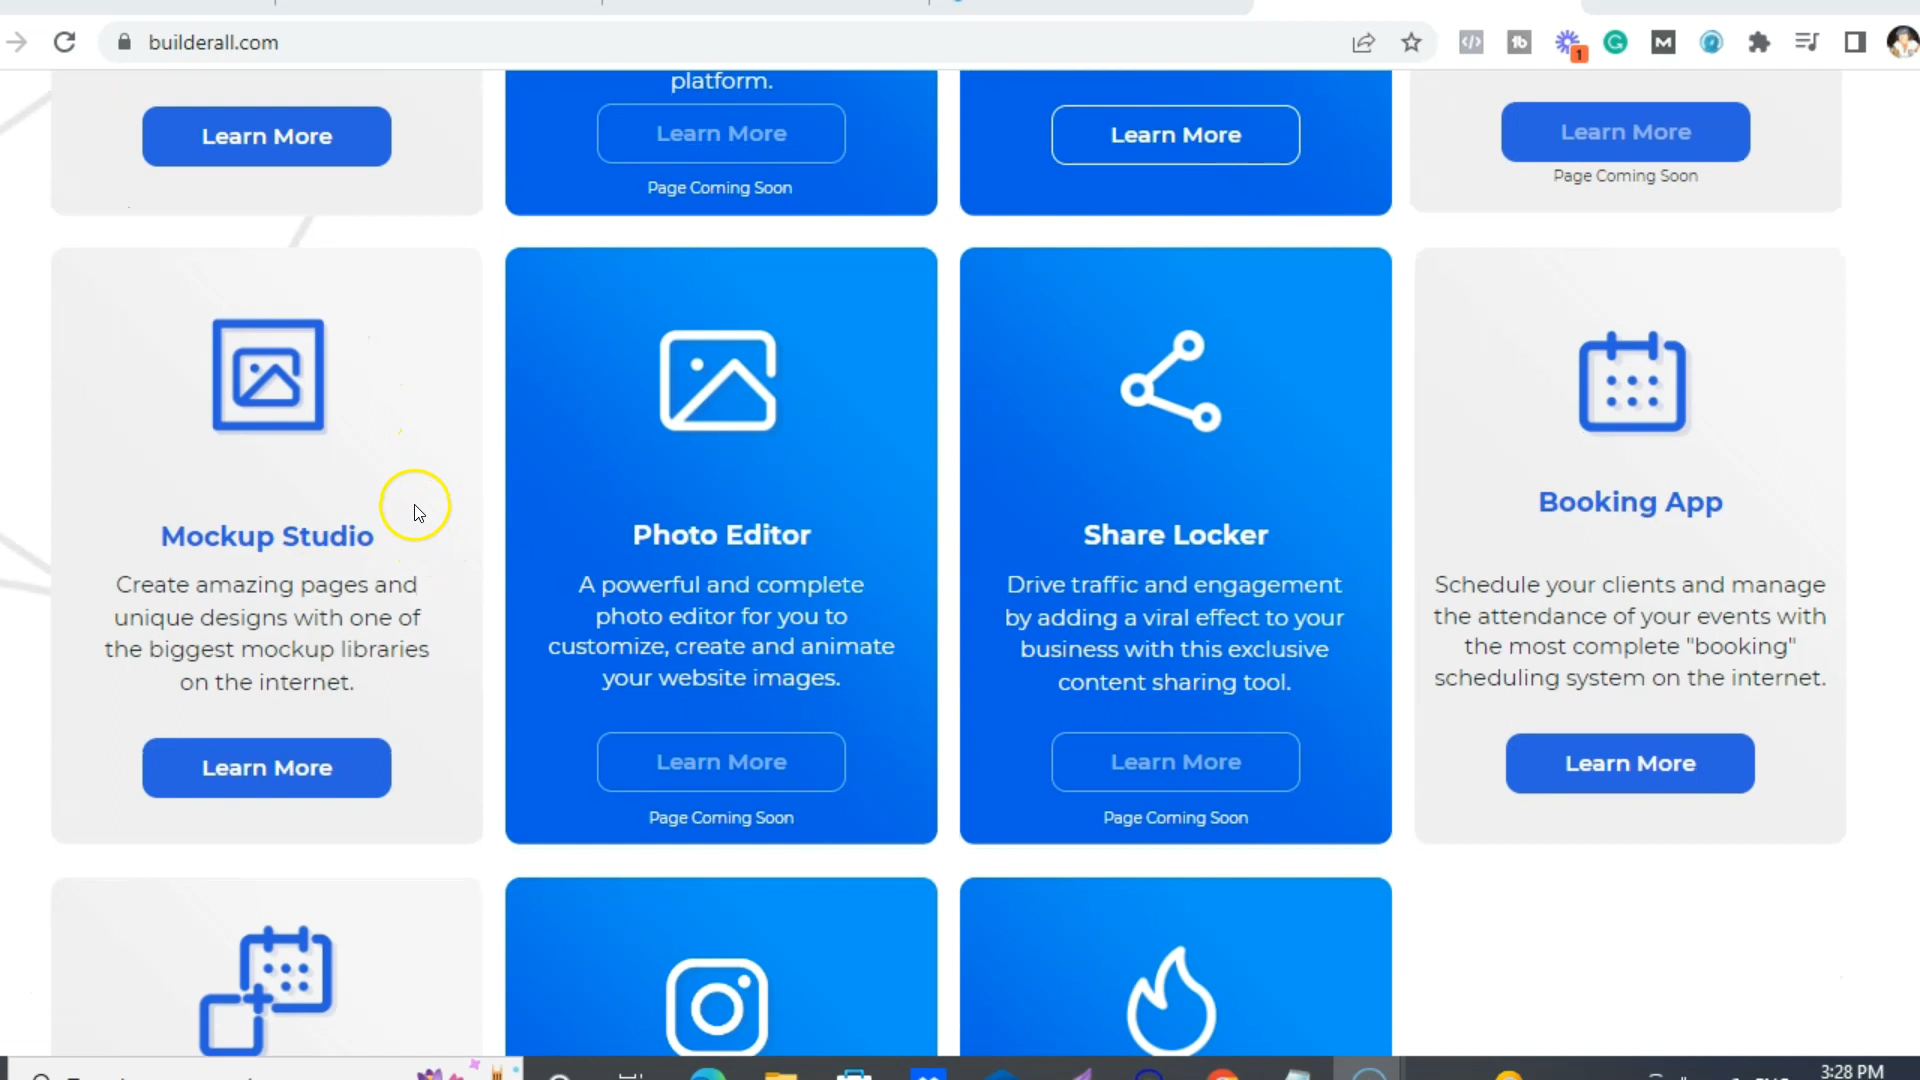 builderall.com
1
platform.
Learn More
Learn More
Learn More
Learn More
Page Coming Soon
Page Coming Soon
Mockup Studio
Create amazing pages and
unique designs with one of
the biggest mockup libraries
on the internet.
Learn More
Photo Editor
A powerful and complete
photo editor for you to
customize, create and animate
your website images.
Learn More
Page Coming Soon
Share Locker
Drive traffic and engagement
by adding a viral effect to your
business with this exclusive
content sharing tool.
Learn More
Page Coming Soon
Booking App
Schedule your clients and manage
the attendance of your events with
the most complete "booking"
scheduling system on the internet.
Learn More
3:28 PM